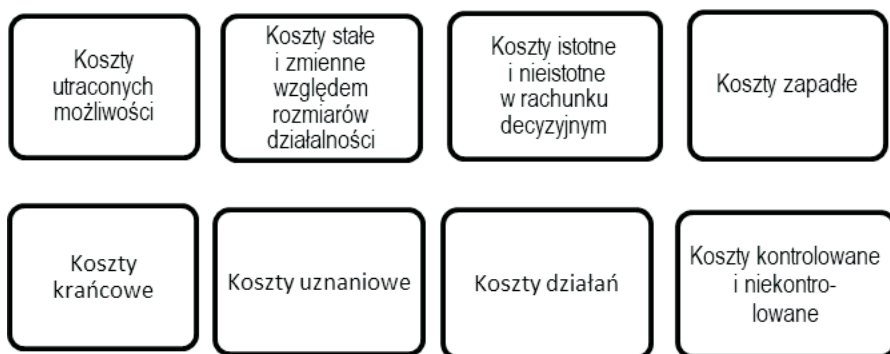 Koszty
utraconych
możliwości
Koszty stałe
i zmienne
względem
rozmiarów
działalności
Koszty istotne
i nieistotne
w rachunku
decyzyjnym
Koszty zapadłe
Koszty
krańcowe
Koszty uznaniowe
Koszty działań
Koszty kontrolowane
i niekontro-
lowane